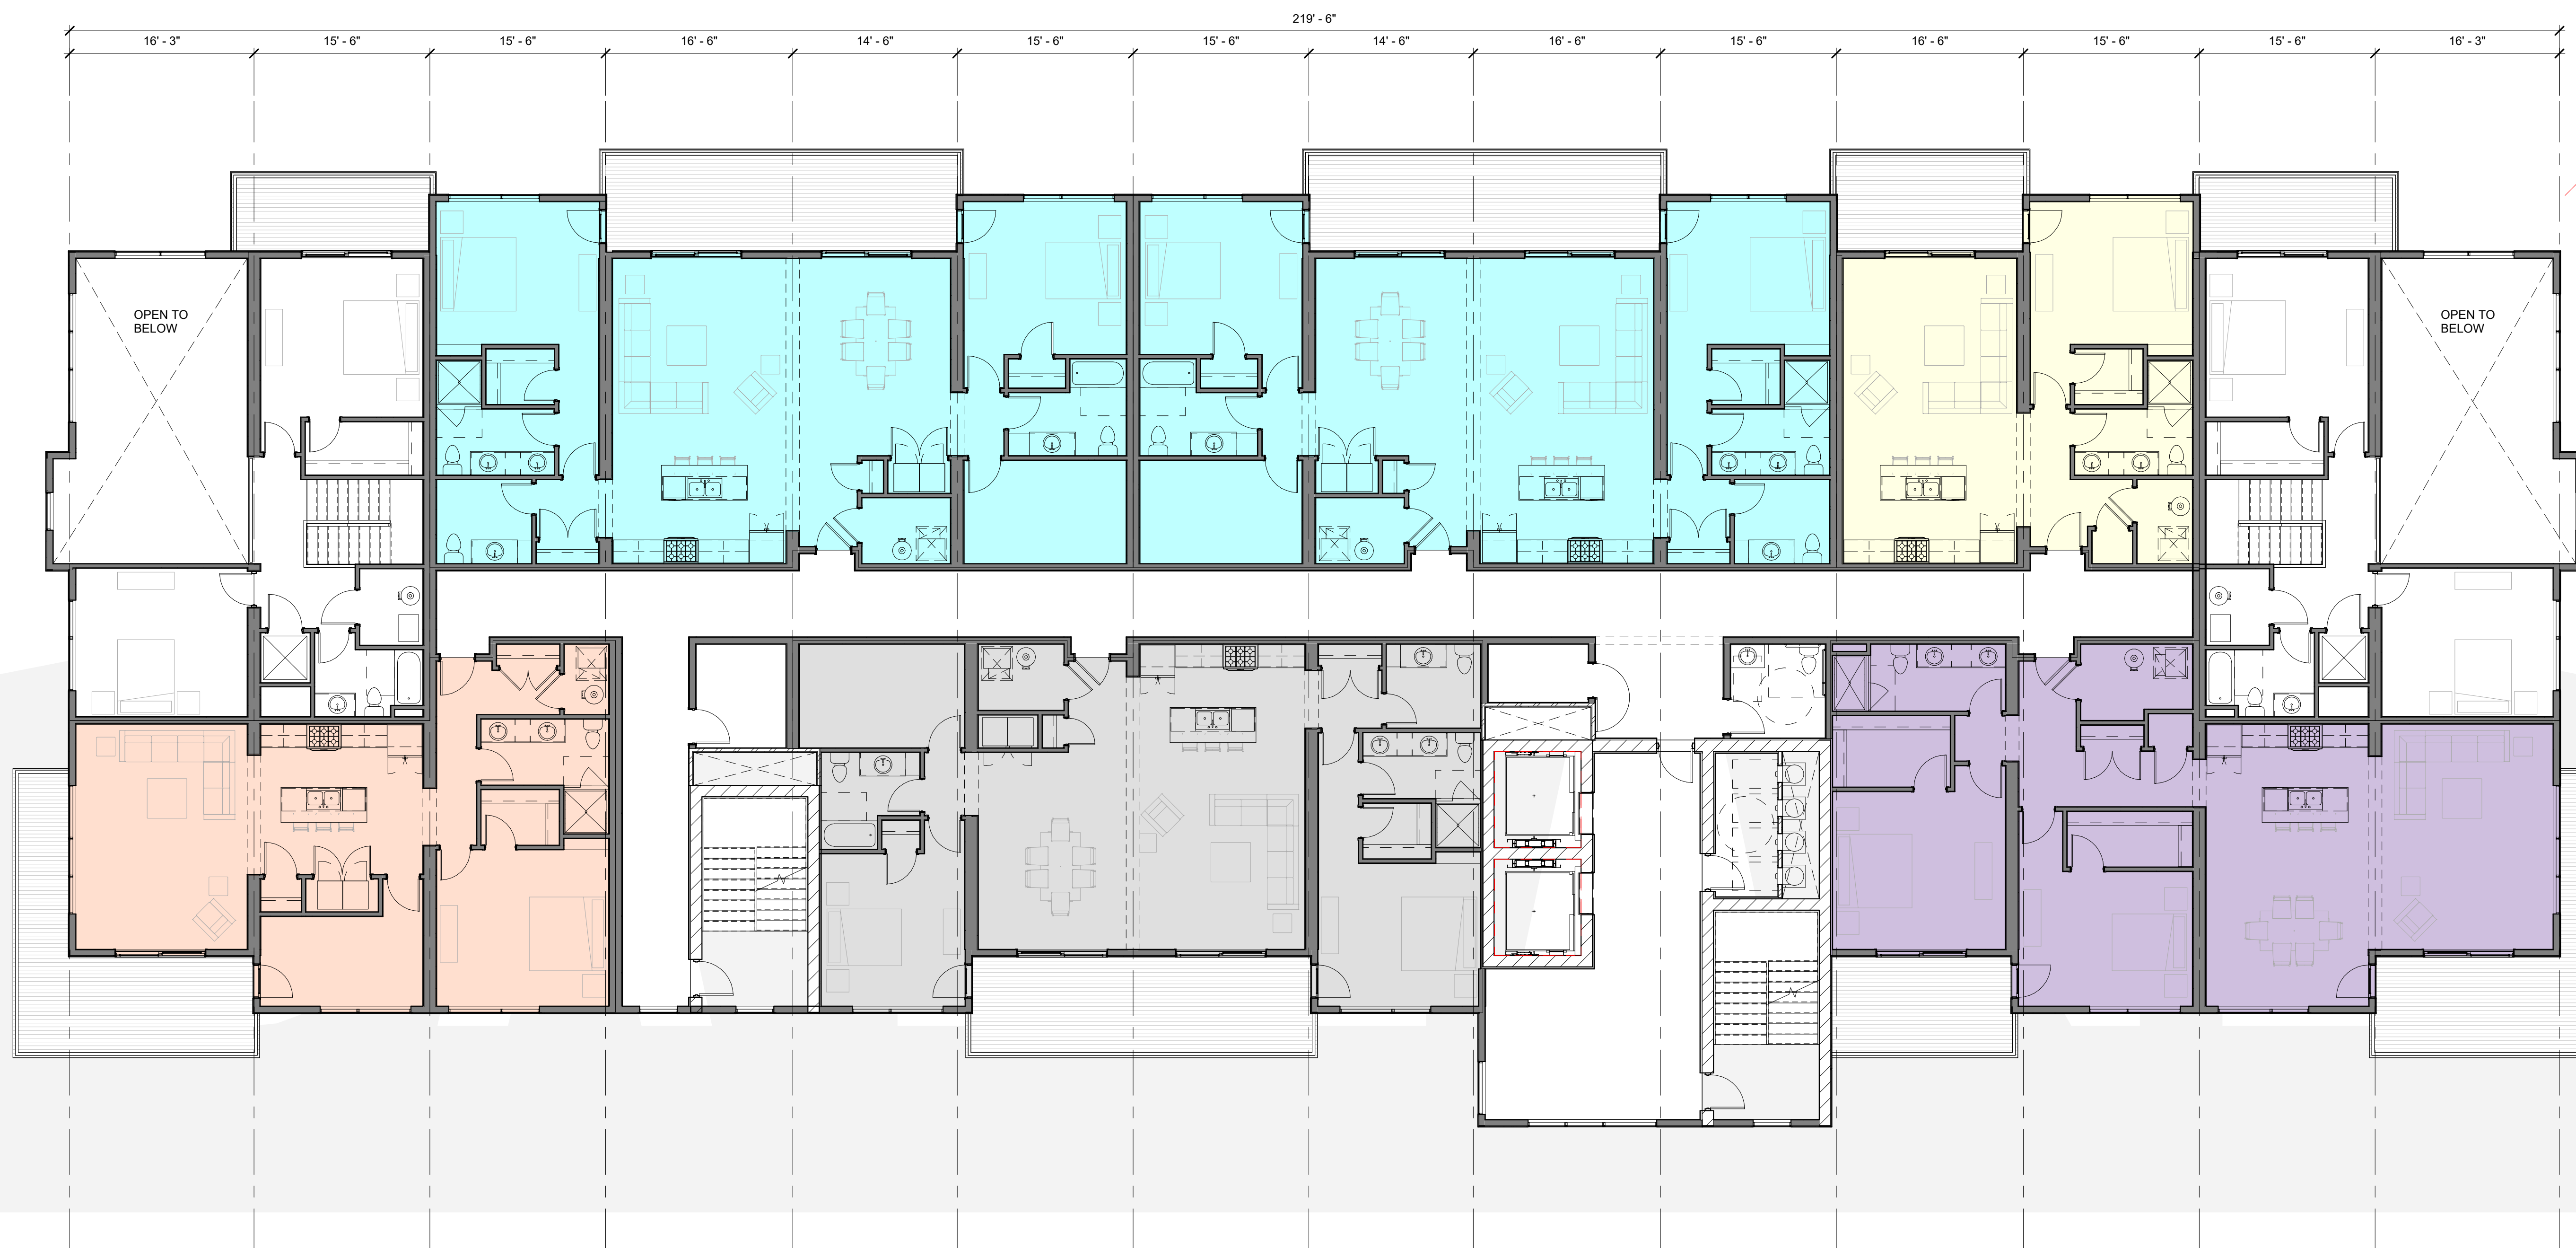 219' - 6"
16' - 3"
15' - 6"
15' - 6"
16' - 6"
14' - 6"
15' - 6"
15' - 6"
14' - 6"
16' - 6"
15' - 6"
16' - 6"
15' - 6"
15' - 6"
16' - 3"
OPEN TO
BELOW
OPEN TO
BELOW